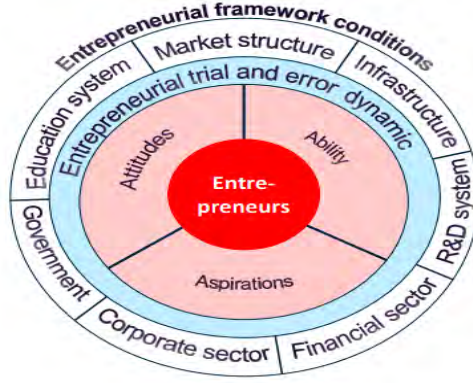 Entrepreneurial framework conditions
Market structure
Infrastructure
R&D system
Financial sector
Corporate sector
Government
Education system
Entrepreneurial trial and error dynamic
Attitudes
Ability
Aspirations
Entre-
preneurs